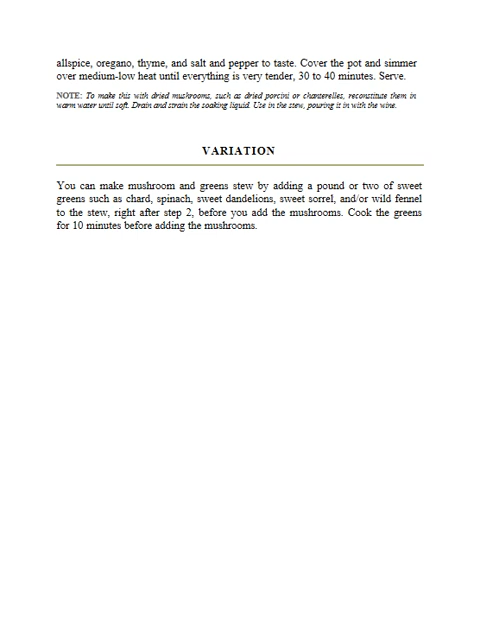 allspice, oregano, thyme, and salt and pepper to taste. Cover the pot and simmer
over medium-low heat until everything is very tender, 30 to 40 minutes. Serve.
NOTE: To make this with dried mushrooms, such as dried porcini or chanterelles, reconstitute them in
warm water until soft. Drain and strain the soaking liquid. Use in the stew, pouring it in with the wine.
VARIATION
You can make mushroom and greens stew by adding a pound or two of sweet
greens such as chard, spinach, sweet dandelions, sweet sorrel, and/or wild fennel
to the stew, right after step 2, before you add the mushrooms. Cook the greens
for 10 minutes before adding the mushrooms.